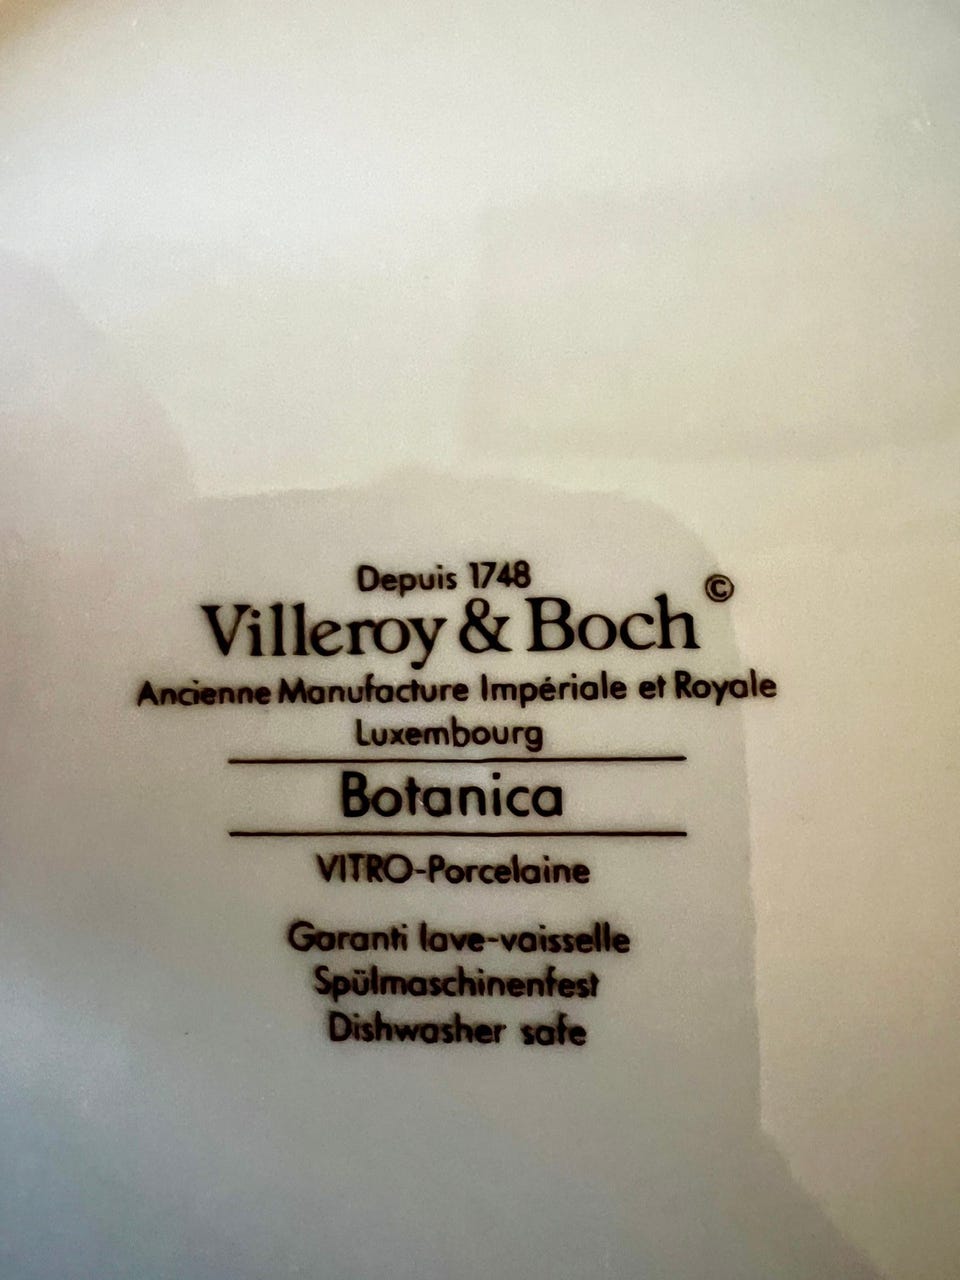 Depuis 1748
Villeroy & Boch ©
Ancienne Manufacture Impériale et Royale
Luxembourg
Botanica
VITRO-Porcelaine
Garanti lave-vaisselle
Spülmaschinenfest
Dishwasher safe